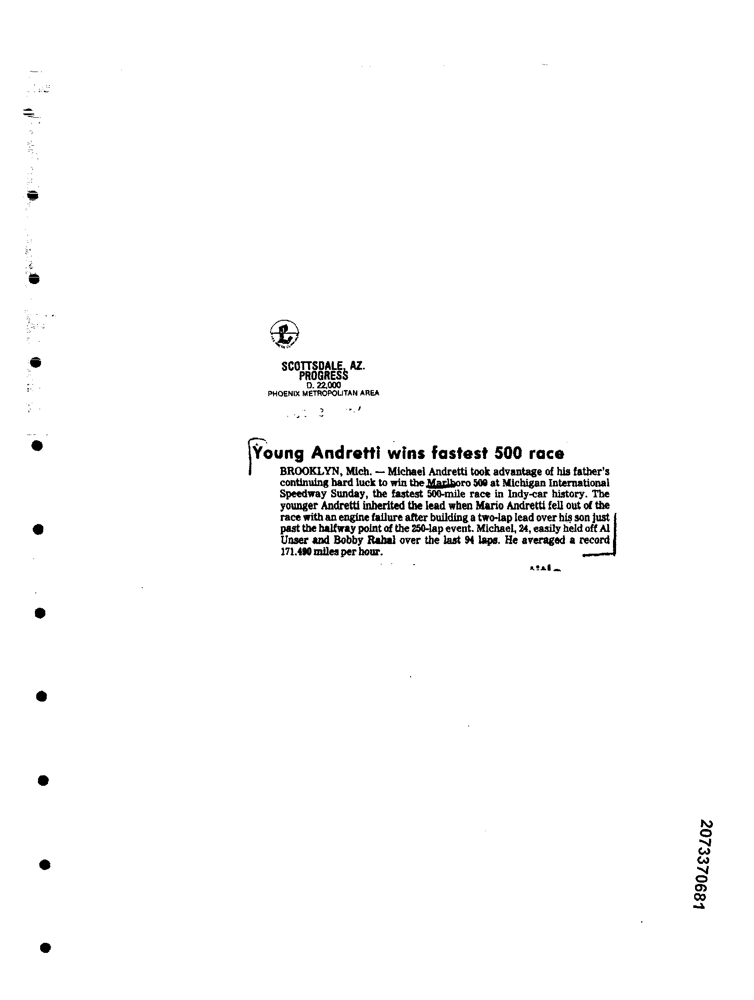 SCOTTSDALE, AZ.
PROGRESS
D. 22,000
PHOENIX METROPOLITAN AREA
Young Andretti wins fastest 500 race
BROOKLYN, Mich. — Michael Andretti took advantage of his father's
continuing hard luck to win the Marlboro 500 at Michigan International
Speedway Sunday, the fastest 500-mile race in Indy-car history. The
younger Andretti inherited the lead when Mario Andretti fell out of the
race with an engine failure after building a two-lap lead over his son just
past the halfway point of the 250-lap event. Michael, 24, easily held off Al
Unser and Bobby Rahal over the last 94 laps. He averaged a record
171.490 miles per hour.
2073370681